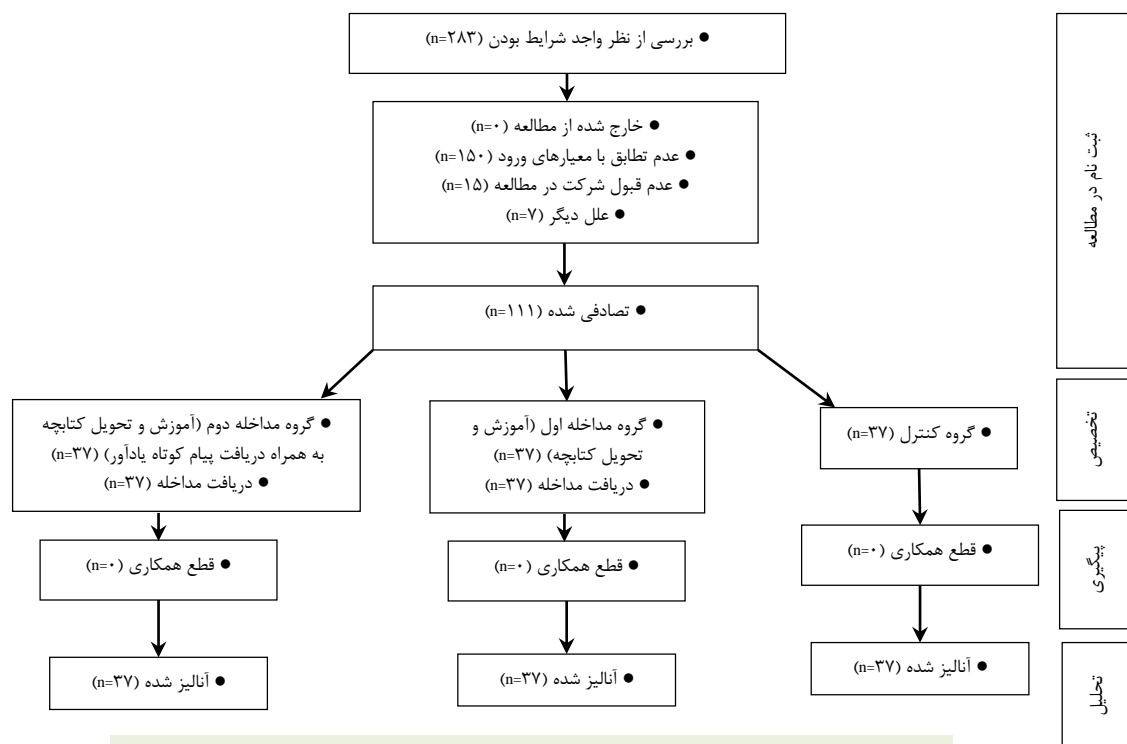 ● بررسی از نظر واجد شرایط بودن (n=۲۸۳)
● خارج شده از مطالعه (n=۰)
● عدم تطابق با معیارهای ورود (n=۱۵۰)
● عدم قبول شرکت در مطالعه (n=۱۵)
● علل دیگر (n=۷)
● تصادفی شده (n=۱۱۱)
ثبت نام در مطالعه
● گروه کنترل (n=۳۷)
● گروه مداخله اول (آموزش و
تحویل کتابچه) (n=۳۷)
● دریافت مداخله (n=۳۷)
● گروه مداخله دوم (آموزش و تحویل کتابچه
به همراه دریافت پیام کوتاه یادآور) (n=۳۷)
● دریافت مداخله (n=۳۷)
تخصیص
● قطع همکاری (n=۰)
● قطع همکاری (n=۰)
● قطع همکاری (n=۰)
پیگیری
● آنالیز شده (n=۳۷)
● آنالیز شده (n=۳۷)
● آنالیز شده (n=۳۷)
تحلیل